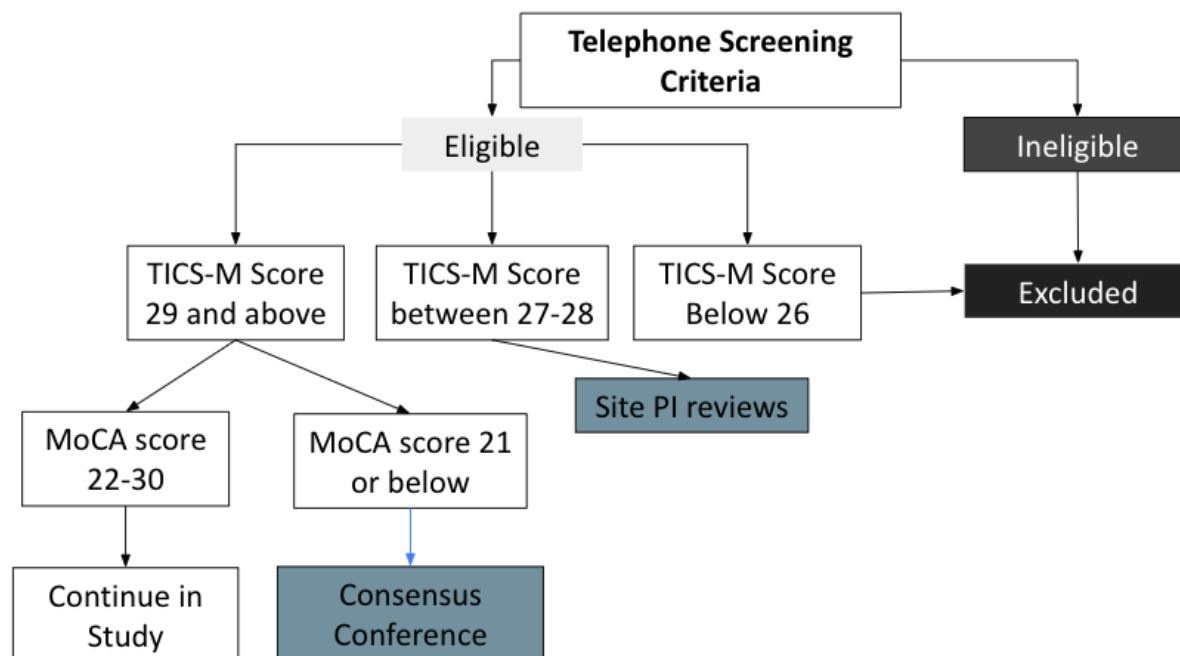 Telephone Screening
Criteria
Eligible
Ineligible
TICS-M Score
29 and above
TICS-M Score
between 27-28
TICS-M Score
Below 26
Excluded
Site PI reviews
MoCA score
22-30
MoCA score 21
or below
Continue in
Study
Consensus
Conference